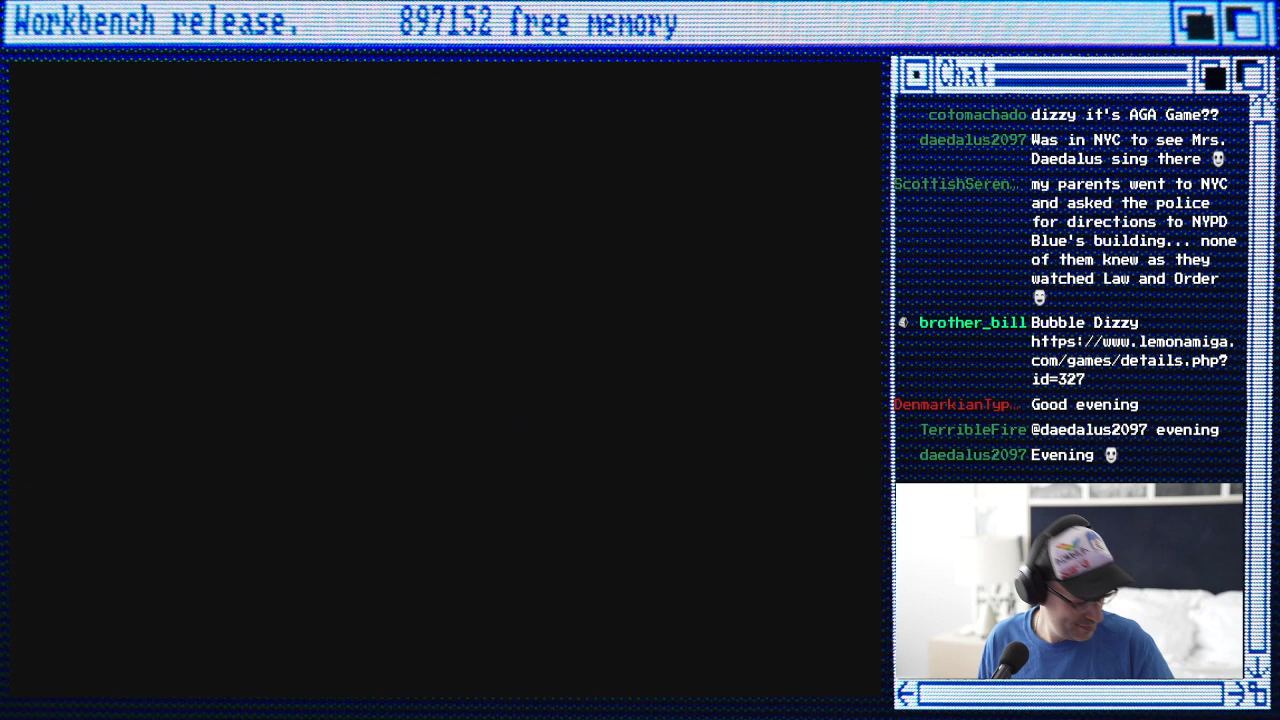 Workbench release. 897152 free memory
Chat
cofomachado dizzy it's AGA Game??
daedalus2097 Was in NYC to see Mrs.
Daedalus sing there
ScottishSeren… my parents went to NYC
and asked the police
for directions to NYPD
Blue's building... none
of them knew as they
watched Law and Order
brother_bill Bubble Dizzy
https://www.lemonamiga.
com/games/details.php?
id=327
DenmarkianTyp… Good evening
TerribleFire @daedalus2097 evening
daedalus2097 Evening